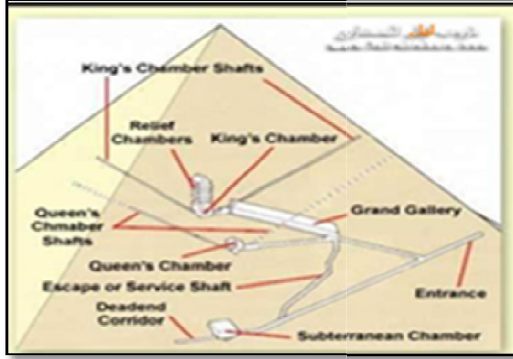 King's Chamber Shafts
Relief
Chambers
King's Chamber
Queen's
Chmaber
Shafts
Grand Gallery
Queen's Chamber
Escape or Service Shaft
Entrance
Deadend
Corridor
Subterranean Chamber